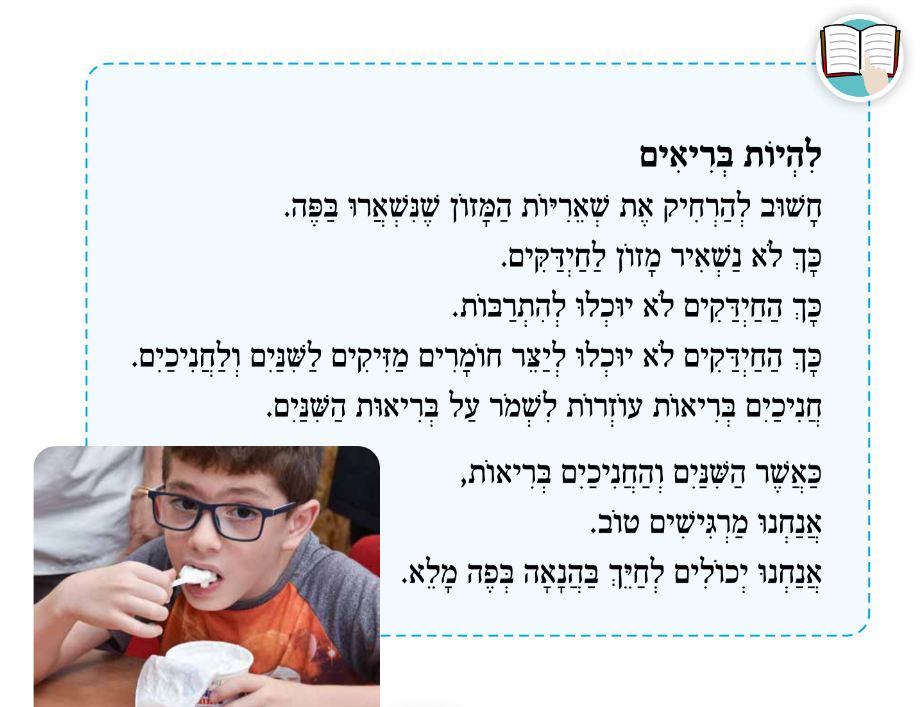 לִהְיוֹת בְּרִיאִים
חָשׁוּב לְהַרְחִיק אֶת שְׁאֵרִיּוֹת הַמָּזוֹן שֶׁנִּשְׁאֲרוּ בַּפֶּה.
כָּךְ לֹא נַשְׁאִיר מָזוֹן לַחַיְדַּקִּים.
כָּךְ הַחַיְדַּקִים לֹא יוּכְלוּ לְהִתְרַבּוֹת.
כָּךְ הַחַיְדַּקִים לֹא יוּכְלוּ לְיַצֵּר חוֹמָרִים מַזִּיקִים לַשִּׁנַּיִם וְלַחֲנִיכַיִם.
חֲנִיכַיִם בְּרִיאוֹת עוֹזְרוֹת לִשְׁמֹר עַל בְּרִיאוּת הַשִּׁנַּיִם.
כַּאֲשֶׁר הַשִּׁנַּיִם וְהַחֲנִיכַיִם בְּרִיאוֹת,
אֲנַחְנוּ מַרְגִּישִׁים טוֹב.
אֲנַחְנוּ יְכוֹלִים לְחַיֵּךְ בַּהֲנָאָה בְּפֶה מָלֵא.